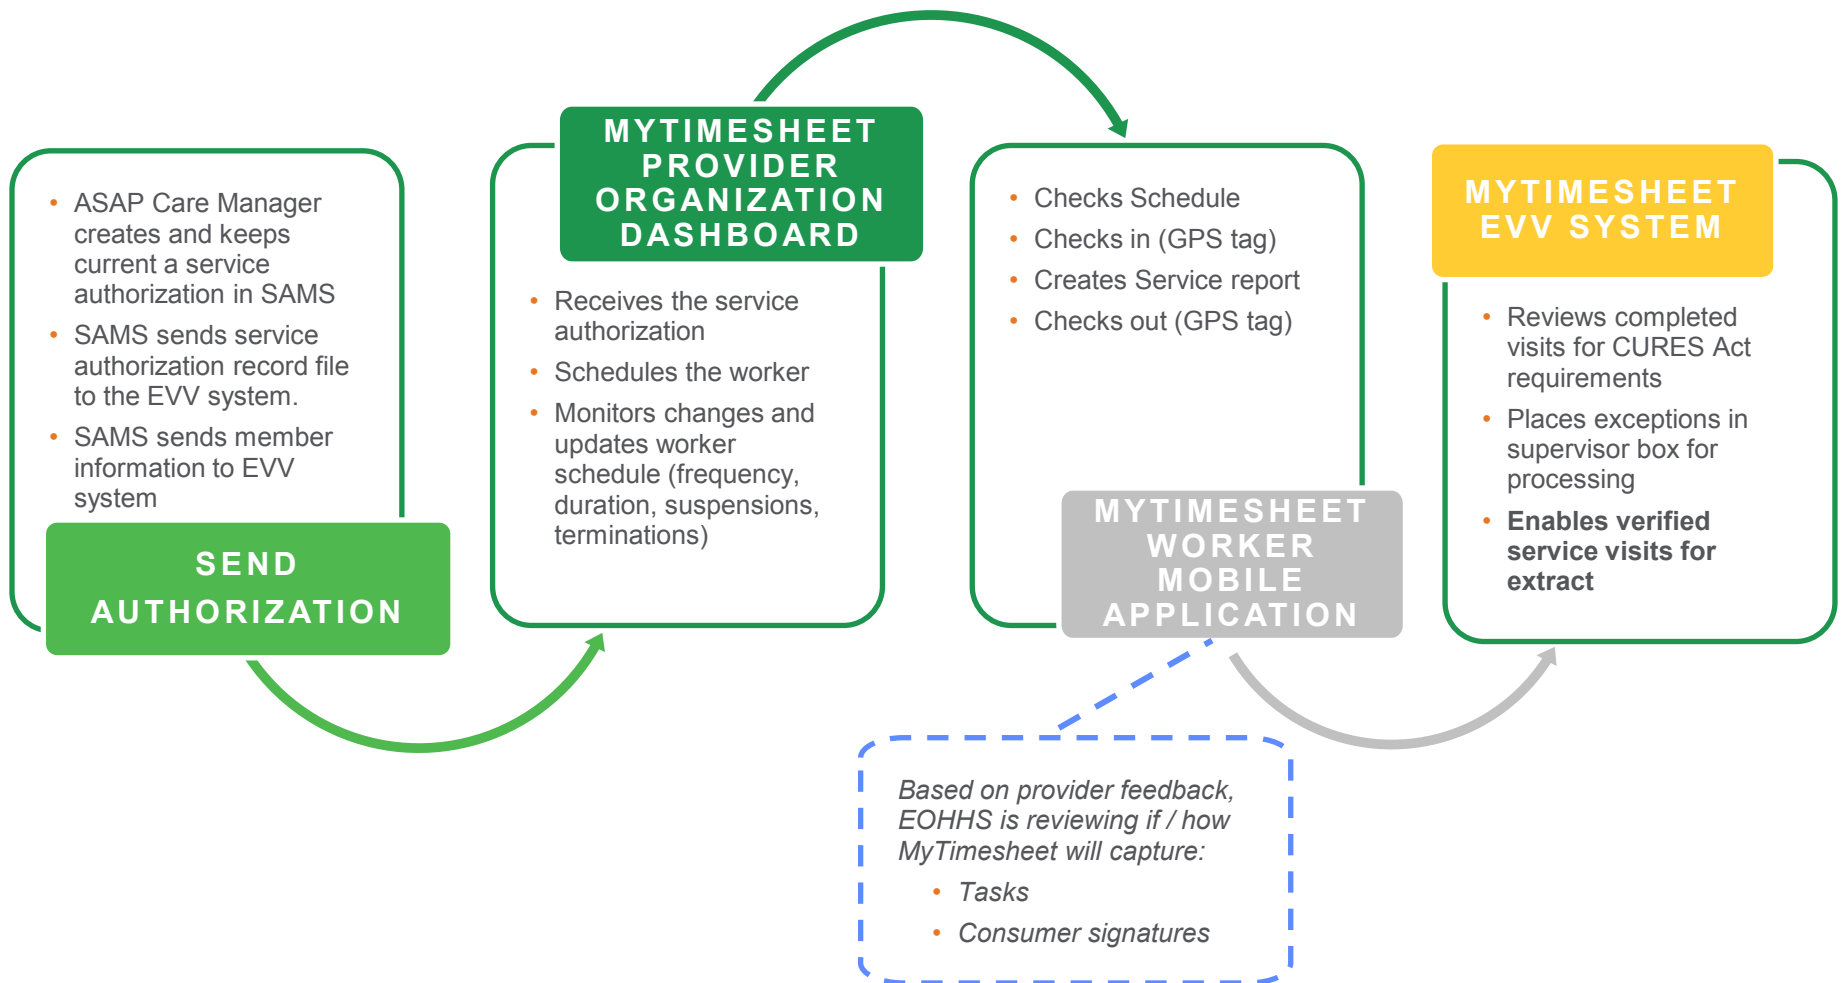 • ASAP Care Manager
creates and keeps
current a service
authorization in SAMS
• SAMS sends service
authorization record file
to the EVV system.
• SAMS sends member
information to EVV
system
SEND
AUTHORIZATION
MYTIMESHEET
PROVIDER
ORGANIZATION
DASHBOARD
• Receives the service
authorization
• Schedules the worker
• Monitors changes and
updates worker
schedule (frequency,
duration, suspensions,
terminations)
• Checks Schedule
• Checks in (GPS tag)
• Creates Service report
• Checks out (GPS tag)
MYTIMESHEET
WORKER
MOBILE
APPLICATION
Based on provider feedback,
EOHHS is reviewing if / how
MyTimesheet will capture:
• Tasks
• Consumer signatures
MYTIMESHEET
EVV SYSTEM
• Reviews completed
visits for CURES Act
requirements
• Places exceptions in
supervisor box for
processing
• Enables verified
service visits for
extract